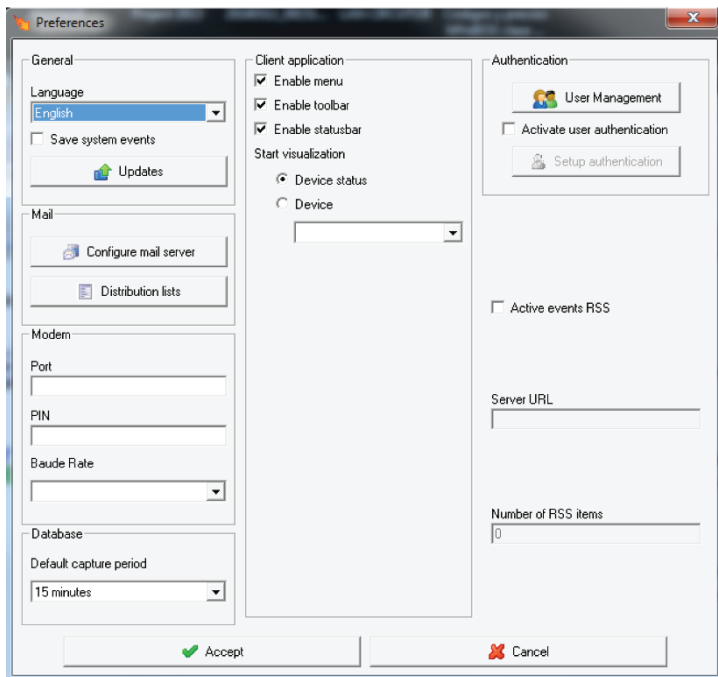 Preferences
General
Language
English
Save system events
Updates
Mail
Configure mail server
Distribution lists
Modem
Port
PIN
Baude Rate
Database
Default capture period
15 minutes
Client application
Enable menu
Enable toolbar
Enable statusbar
Start visualization
Device status
Device
Authentication
User Management
Activate user authentication
Setup authentication
Active events RSS
Server URL
Number of RSS items
0
Accept
Cancel